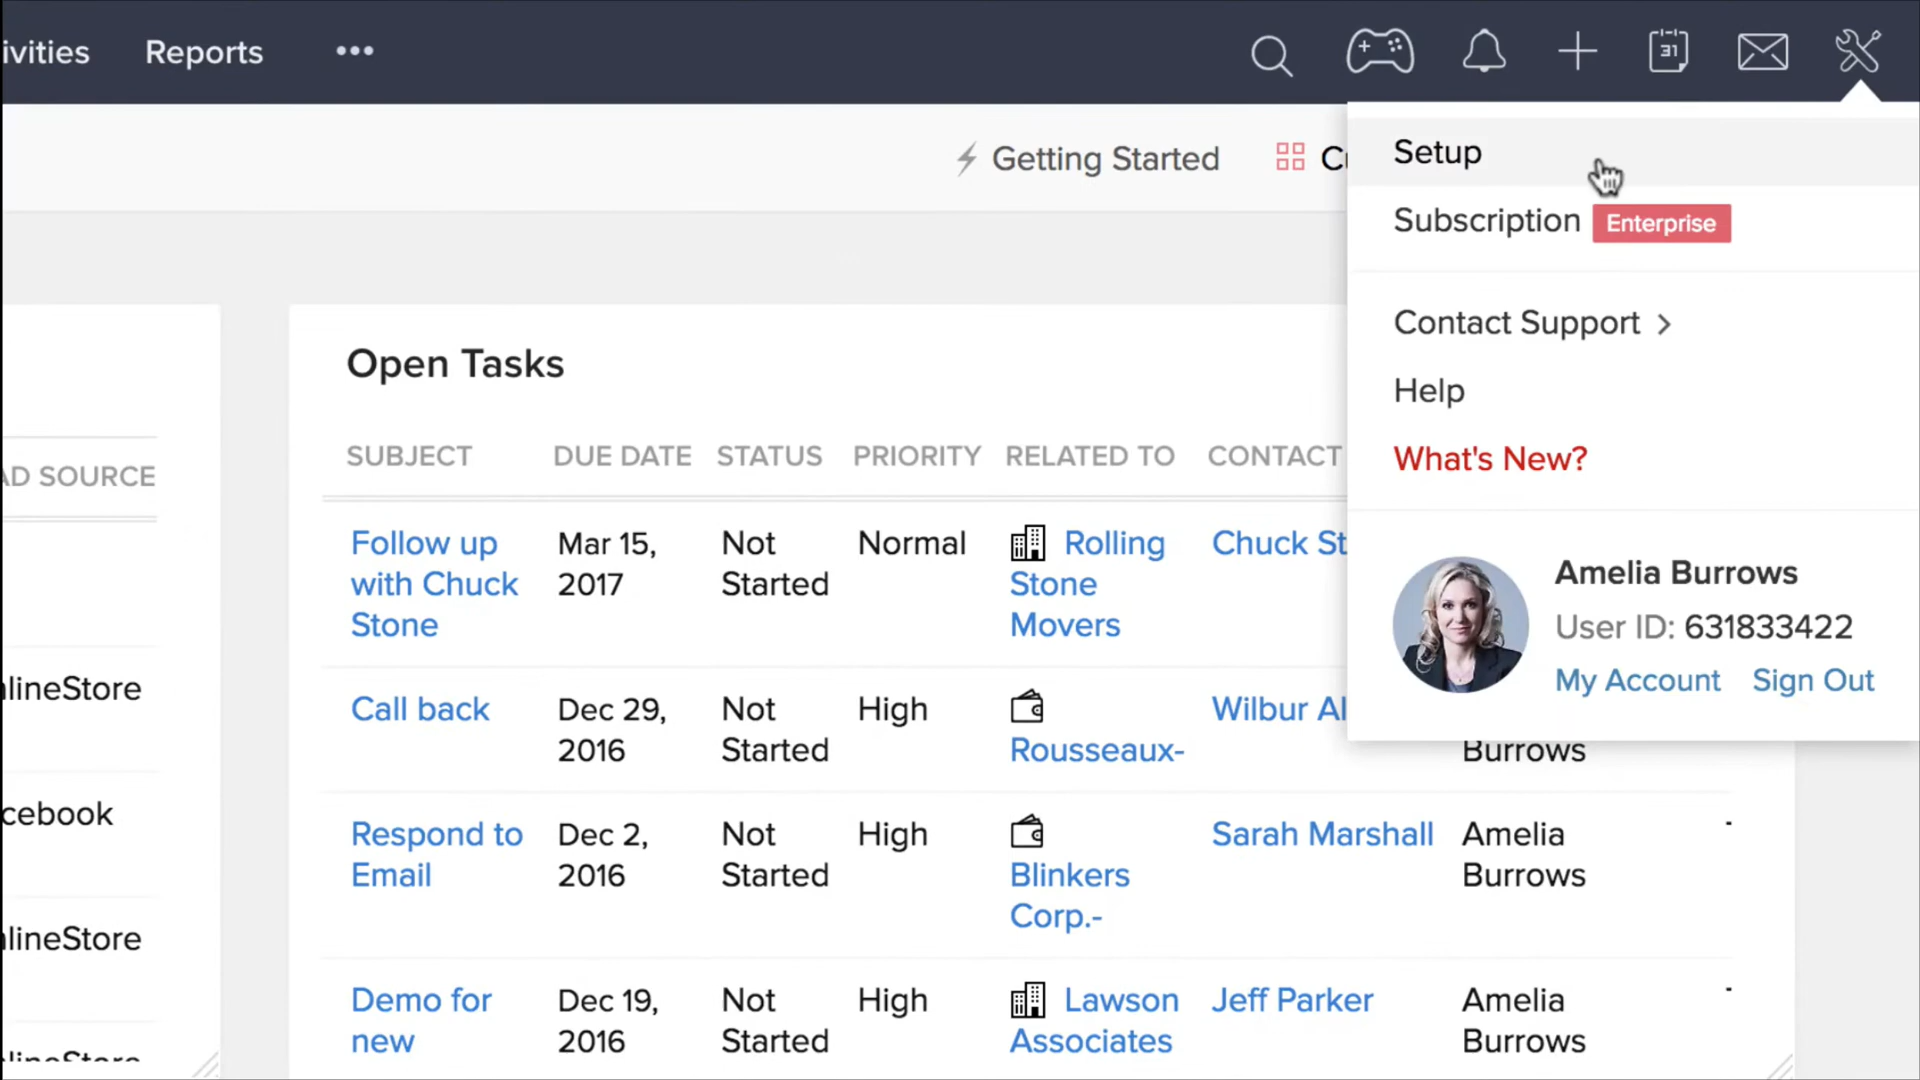 ivities Reports •••
31
Getting Started
Setup
Subscription Enterprise
Contact Support >
Help
What's New?
Amelia Burrows
User ID: 631833422
My Account Sign Out
AD SOURCE
lineStore
cebook
lineStore
Open Tasks
SUBJECT DUE DATE STATUS PRIORITY RELATED TO CONTACT
Follow up Mar 15, Not Normal Rolling Chuck St
with Chuck 2017 Started Stone
Stone Movers
Call back Dec 29, Not High Wilbur Al
2016 Started Rousseaux- Burrows
Respond to Dec 2, Not High Sarah Marshall Amelia
Email 2016 Started Blinkers Burrows
Corp.-
Demo for Dec 19, Not High Lawson Jeff Parker Amelia
new 2016 Started Associates Burrows